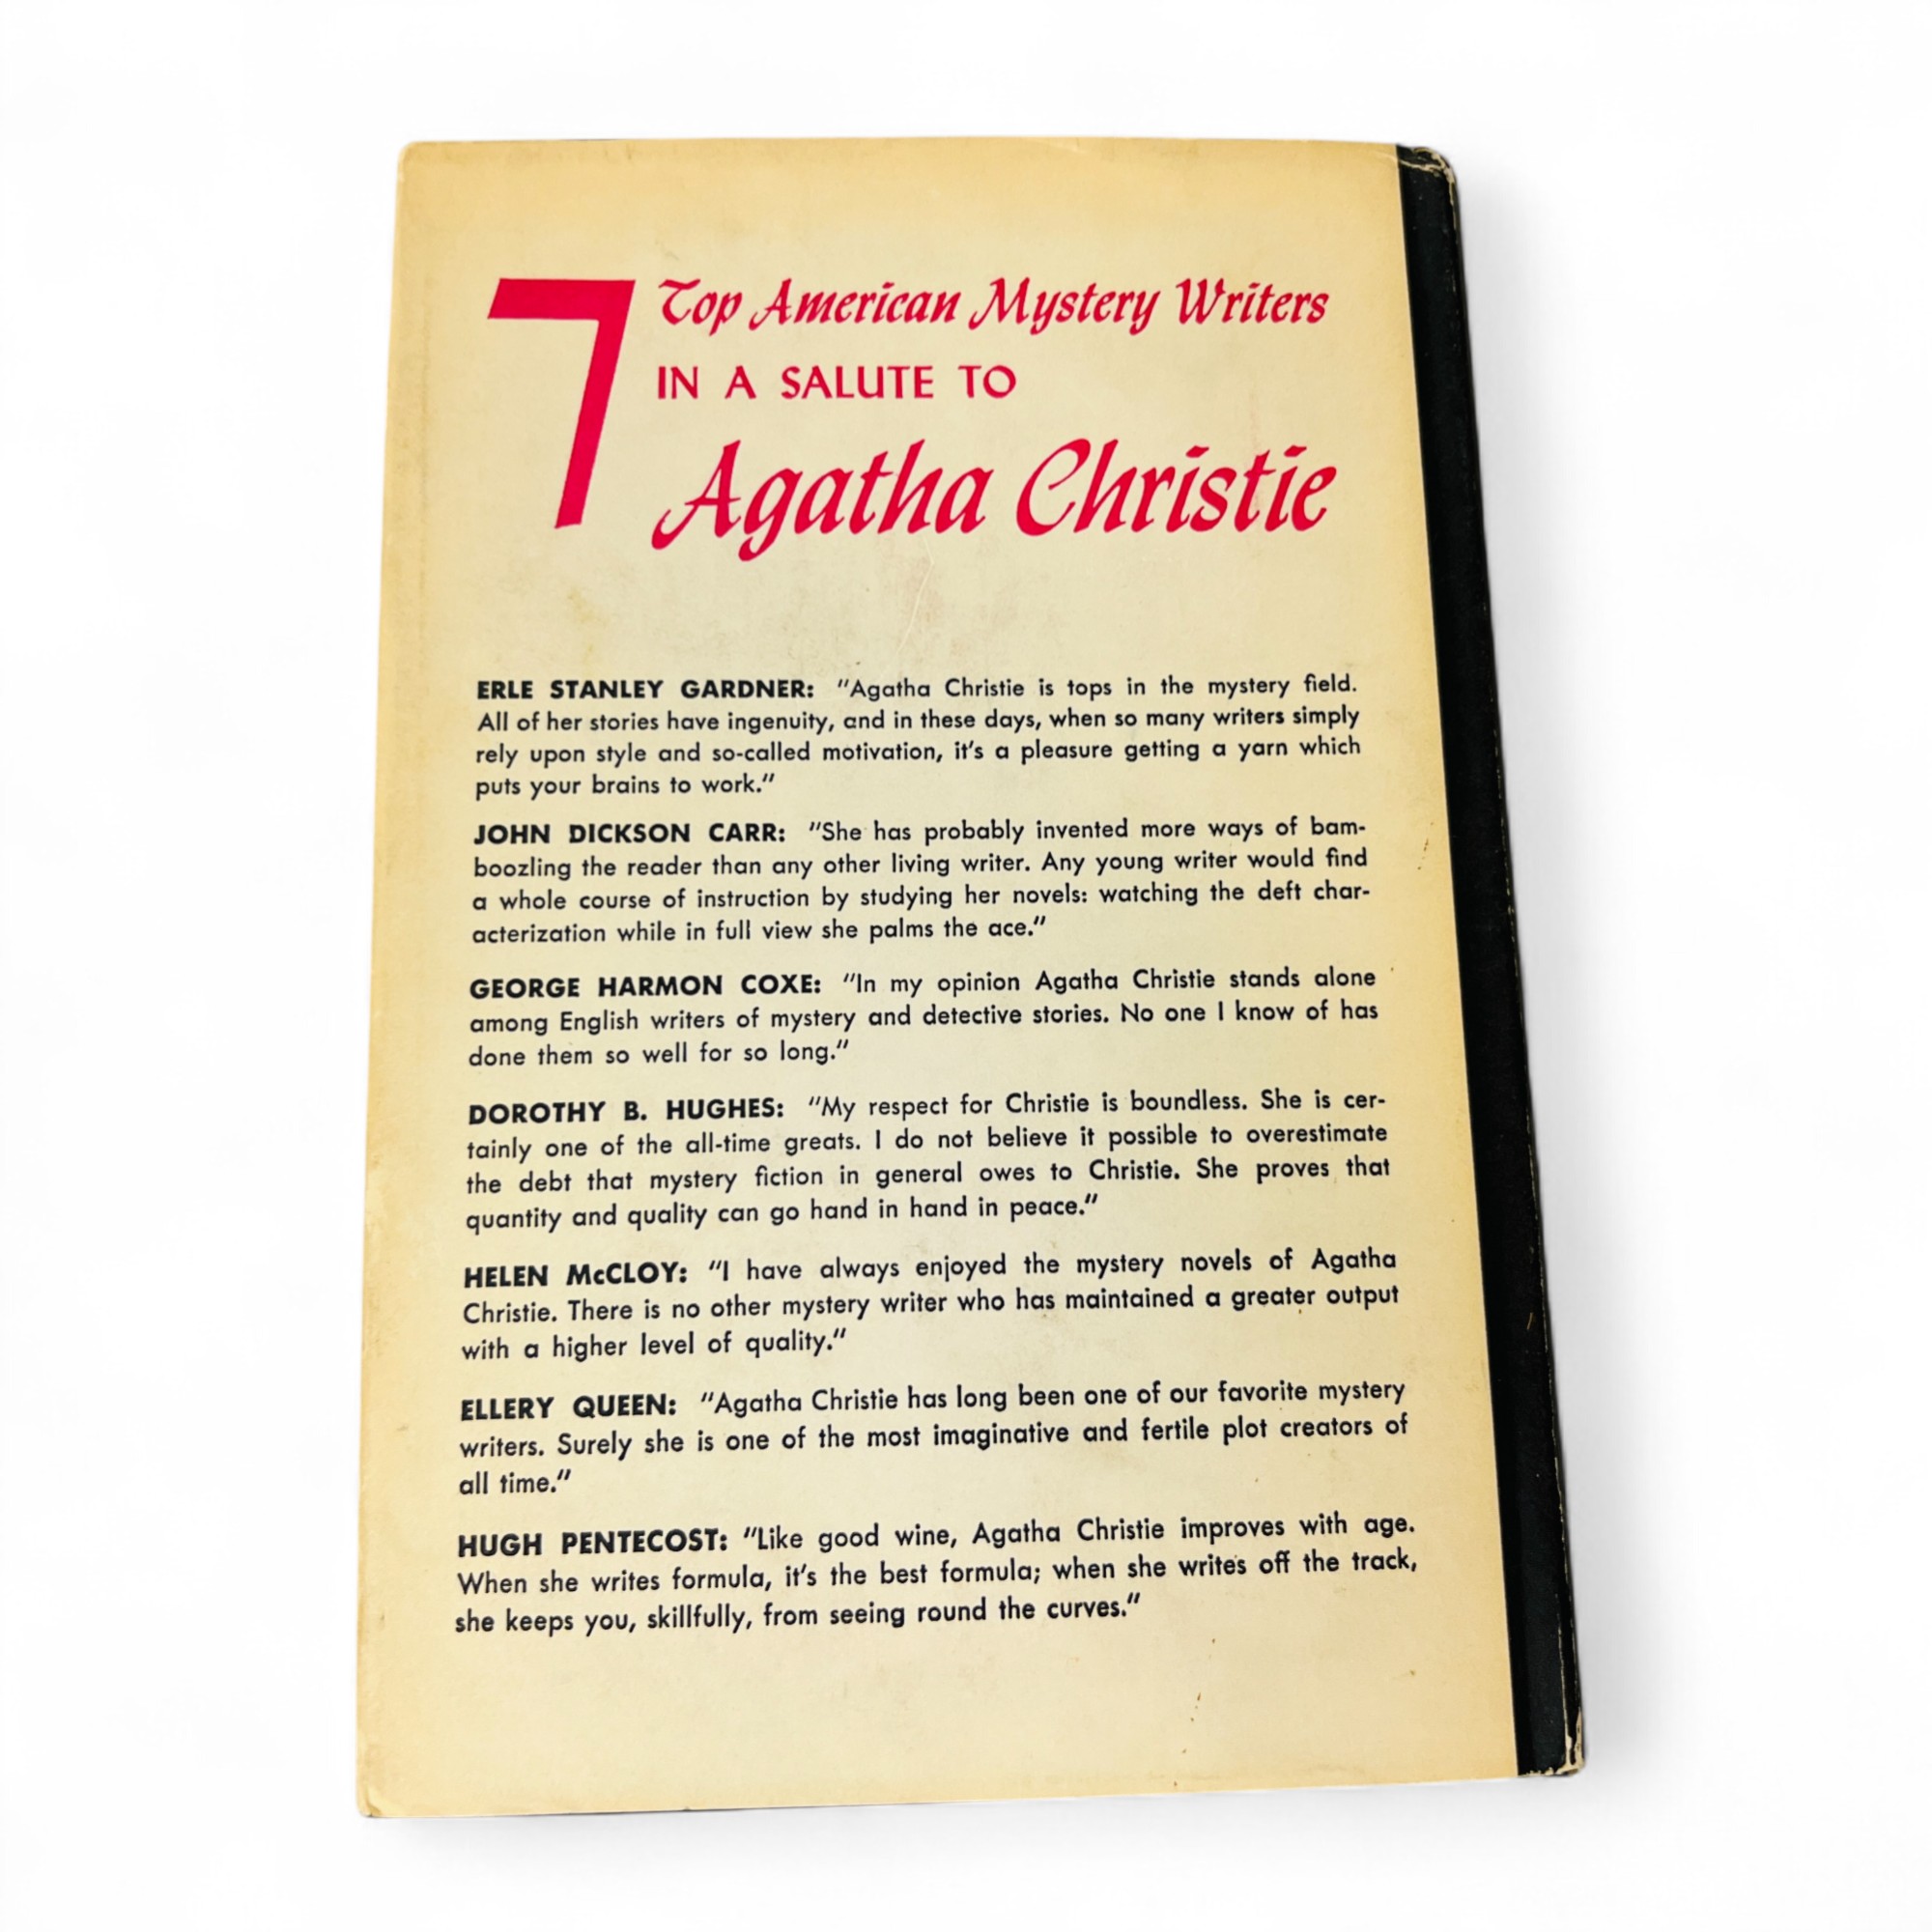 7 Top American Mystery Writers
IN A SALUTE TO
Agatha Christie
ERLE STANLEY GARDNER: "Agatha Christie is tops in the mystery field.
All of her stories have ingenuity, and in these days, when so many writers simply
rely upon style and so-called motivation, it's a pleasure getting a yarn which
puts your brains to work."
JOHN DICKSON CARR: "She has probably invented more ways of bam-
boozling the reader than any other living writer. Any young writer would find
a whole course of instruction by studying her novels: watching the deft char-
acterization while in full view she palms the ace."
GEORGE HARMON COXE: "In my opinion Agatha Christie stands alone
among English writers of mystery and detective stories. No one I know of has
done them so well for so long."
DOROTHY B. HUGHES: "My respect for Christie is boundless. She is cer-
tainly one of the all-time greats. I do not believe it possible to overestimate
the debt that mystery fiction in general owes to Christie. She proves that
quantity and quality can go hand in hand in peace."
HELEN McCLOY: "I have always enjoyed the mystery novels of Agatha
Christie. There is no other mystery writer who has maintained a greater output
with a higher level of quality."
ELLERY QUEEN: "Agatha Christie has long been one of our favorite mystery
writers. Surely she is one of the most imaginative and fertile plot creators of
all time."
HUGH PENTECOST: "Like good wine, Agatha Christie improves with age.
When she writes formula, it's the best formula; when she writes off the track,
she keeps you, skillfully, from seeing round the curves."